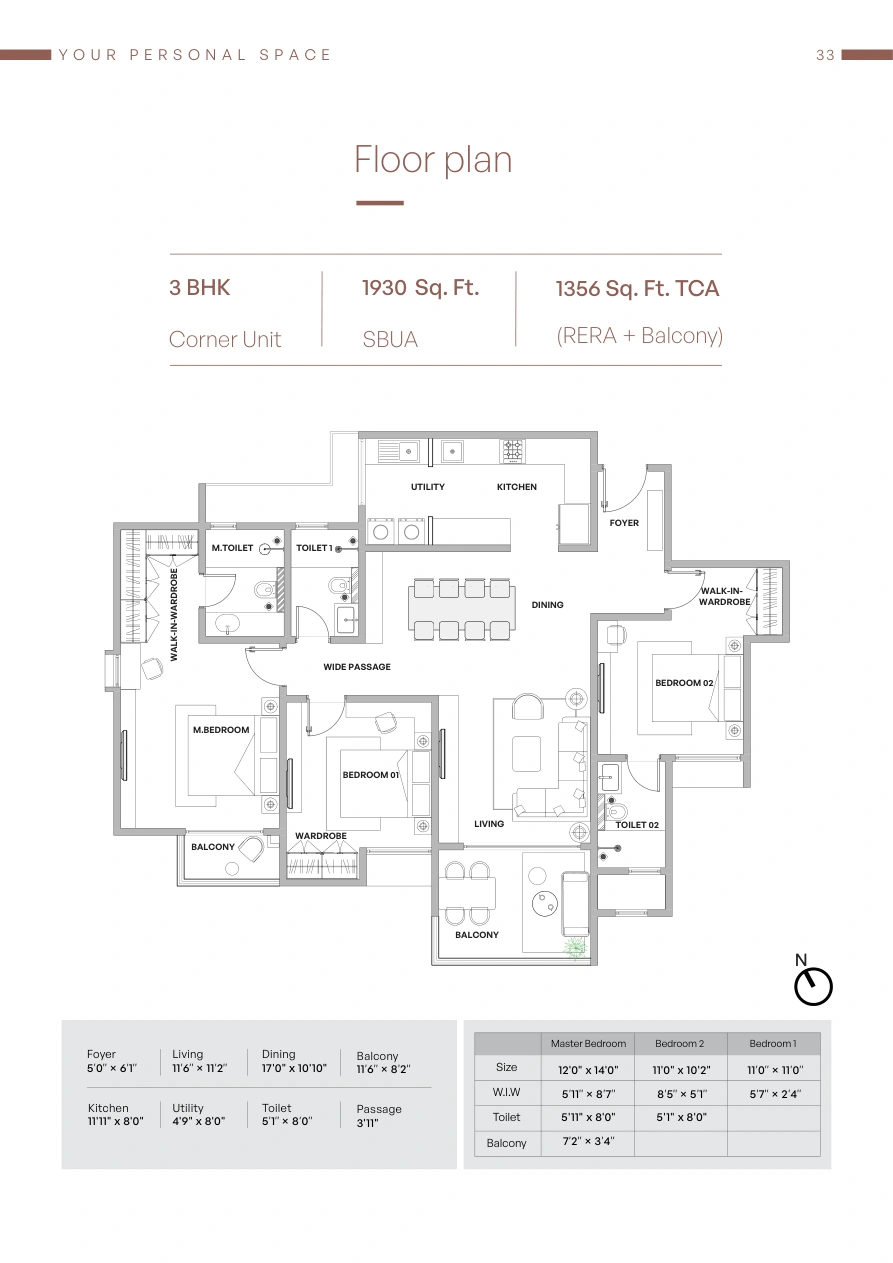 YOUR PERSONAL SPACE
33
Floor plan
3 BHK
1930 Sq. Ft.
1356 Sq. Ft. TCA
Corner Unit
SBUA
(RERA + Balcony)
UTILITY
KITCHEN
FOYER
M.TOILET
TOILET 1
WALK-IN-WARDROBE
DINING
WALK-IN-
WARDROBE
WIDE PASSAGE
BEDROOM 02
M.BEDROOM
BEDROOM 01
LIVING
TOILET 02
WARDROBE
BALCONY
BALCONY
N
Foyer
5'0" × 6'1"
Living
11'6" × 11'2"
Dining
17'0" x 10'10"
Balcony
11'6" × 8'2"
Kitchen
11'11" x 8'0"
Utility
4'9" x 8'0"
Toilet
5'1" × 8'0"
Passage
3'11"
Master Bedroom Bedroom 2 Bedroom 1
Size 12'0" x 14'0" 11'0" x 10'2" 11'0" × 11'0"
W.I.W 5'11" × 8'7" 8'5" × 5'1" 5'7" × 2'4"
Toilet 5'11" x 8'0" 5'1" x 8'0"
Balcony 7'2" × 3'4"